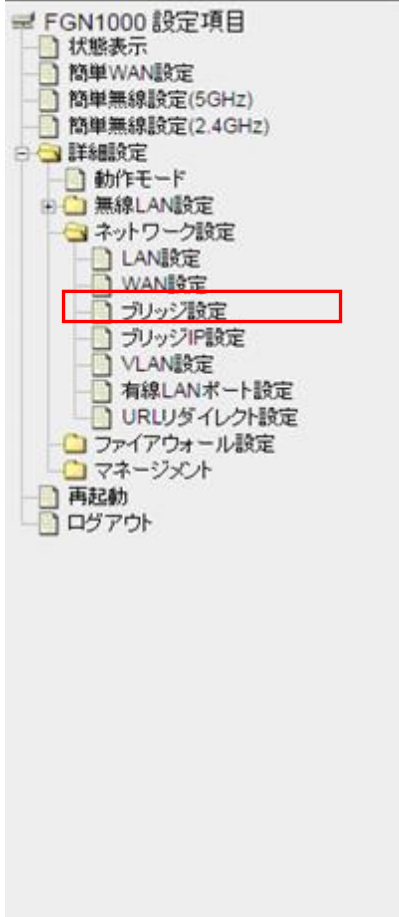 FGN1000 設定項目
状態表示
簡単WAN設定
簡単無線設定(5GHz)
簡単無線設定(2.4GHz)
詳細設定
動作モード
無線LAN設定
ネットワーク設定
LAN設定
WAN設定
ブリッジ設定
ブリッジIP設定
VLAN設定
有線LANポート設定
URLリダイレクト設定
ファイアウォール設定
マネージメント
再起動
ログアウト